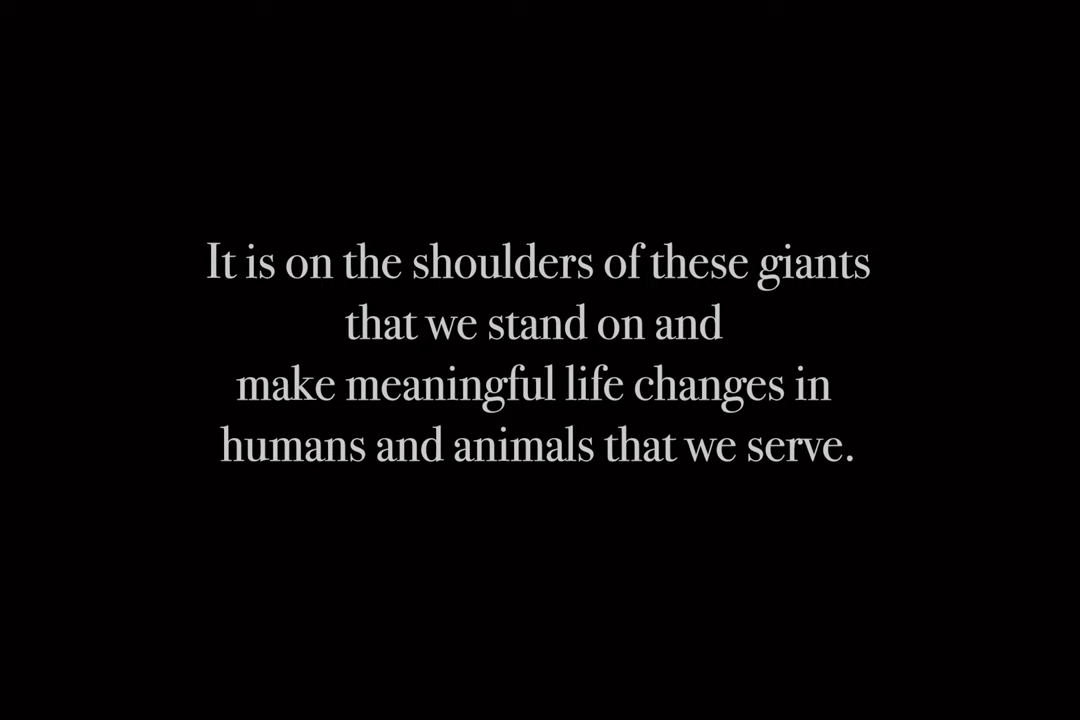 It is on the shoulders of these giants
that we stand on and
make meaningful life changes in
humans and animals that we serve.